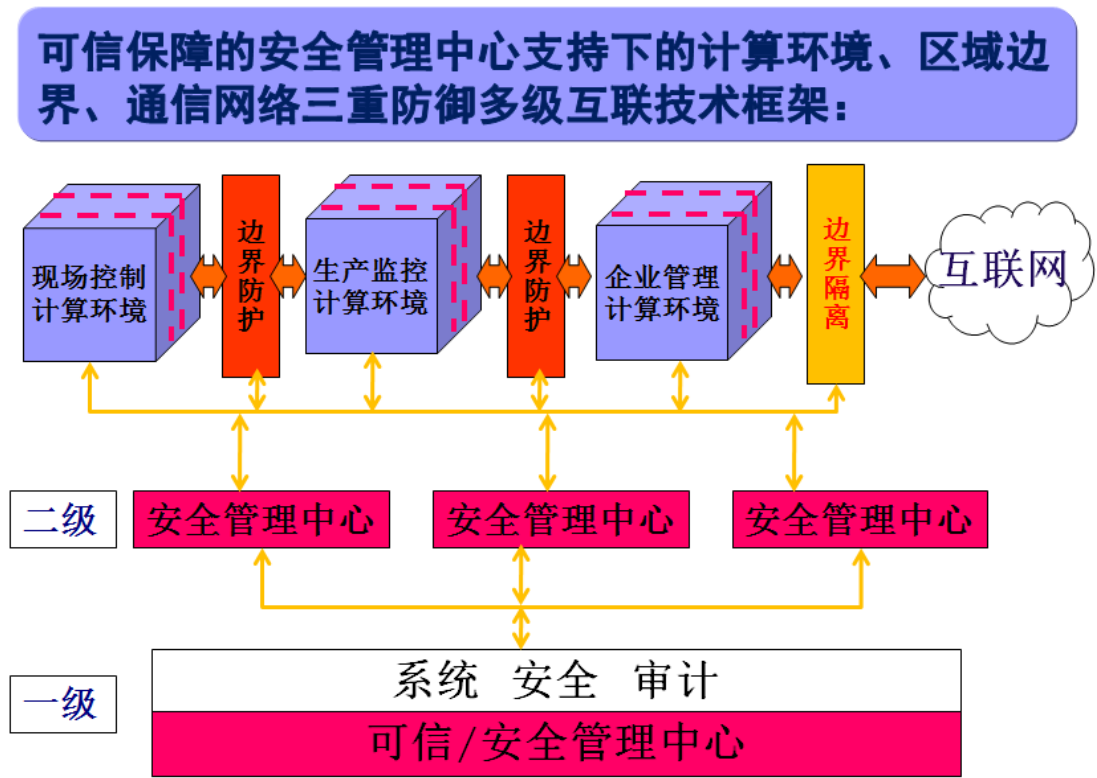 可信保障的安全管理中心支持下的计算环境、区域边
界、通信网络三重防御多级互联技术框架：
现场控制
计算环境
边界防护
生产监控
计算环境
边界防护
企业管理
计算环境
边界隔离
互联网
二级
安全管理中心
安全管理中心
安全管理中心
一级
系统 安全 审计
可信/安全管理中心